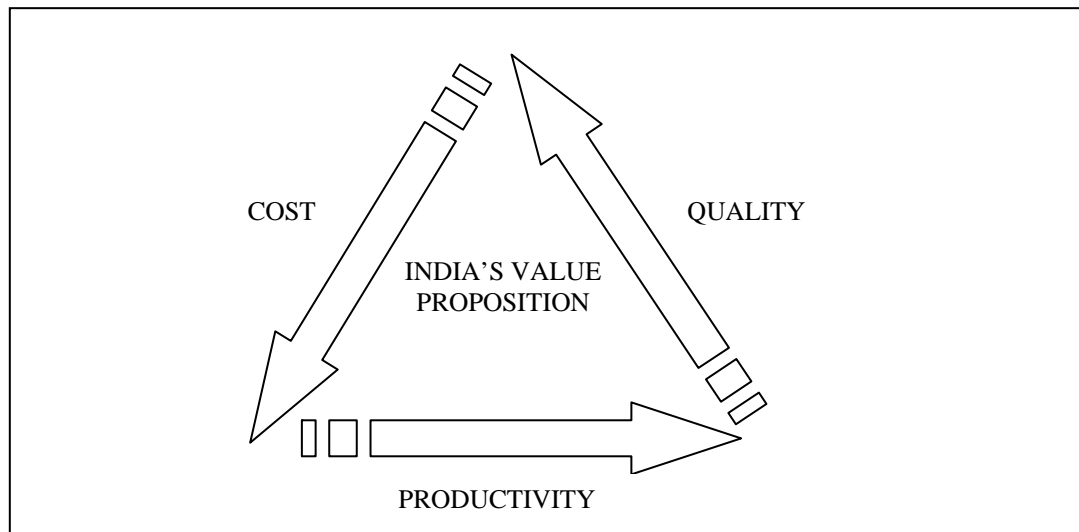 COST
QUALITY
INDIA’S VALUE
PROPOSITION
PRODUCTIVITY